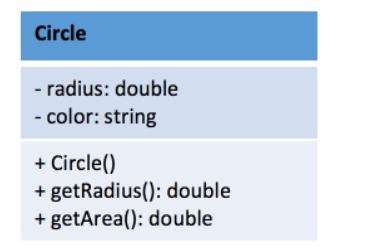 Circle
- radius: double
- color: string
+ Circle()
+ getRadius(): double
+ getArea(): double